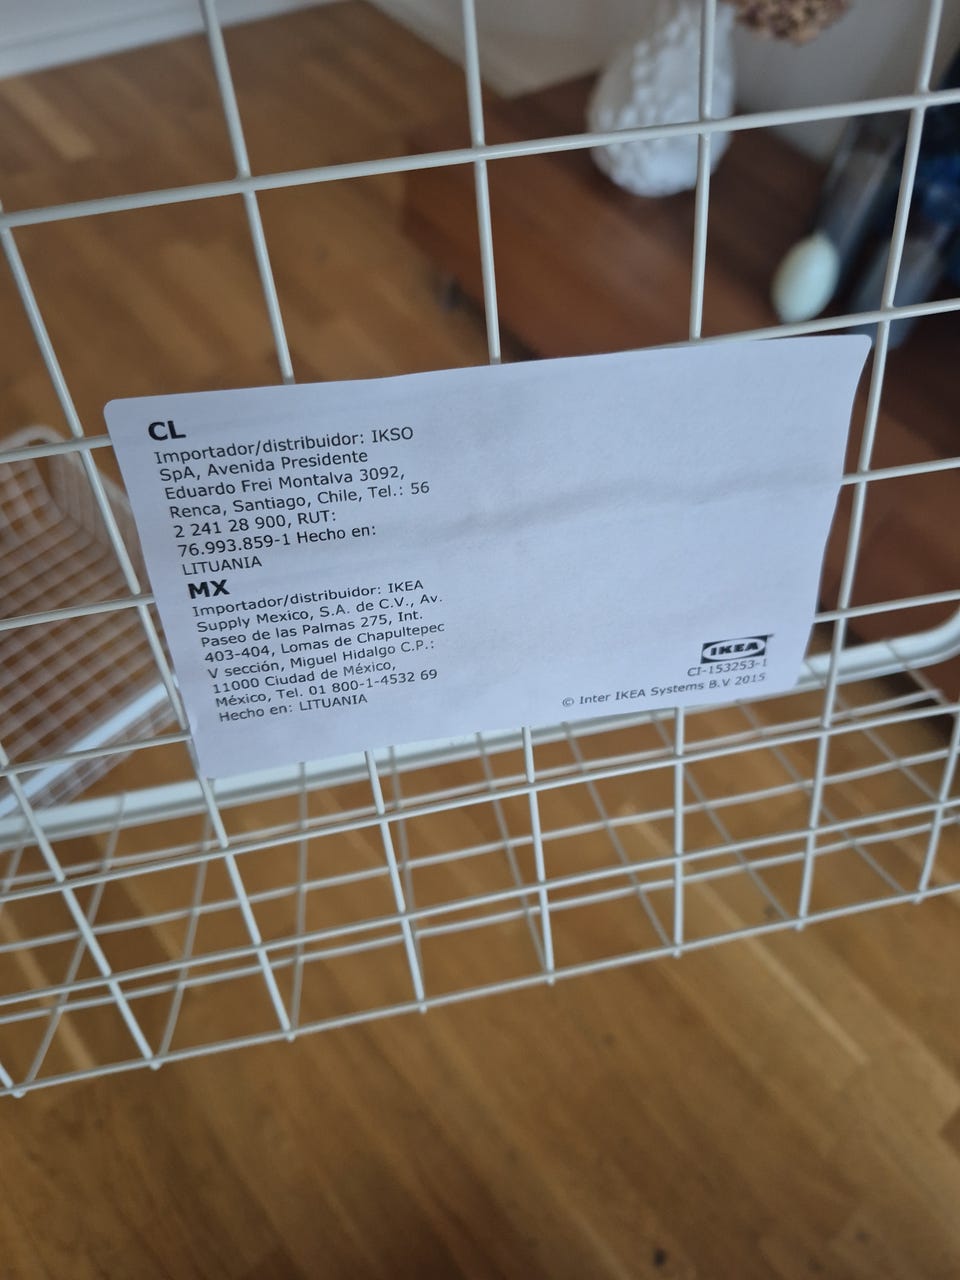 CL
Importador/distribuidor: IKSO
SpA, Avenida Presidente
Eduardo Frei Montalva 3092,
Renca, Santiago, Chile, Tel.: 56
2 241 28 900, RUT:
76.993.859-1 Hecho en:
LITUANIA
MX
Importador/distribuidor: IKEA
Supply Mexico, S.A. de C.V., Av.
Paseo de las Palmas 275, Int.
403-404, Lomas de Chapultepec
V sección, Miguel Hidalgo C.P.:
11000 Ciudad de México,
México, Tel. 01 800-1-4532 69
Hecho en: LITUANIA
IKEA
CI-153253-1
© Inter IKEA Systems B.V 2015